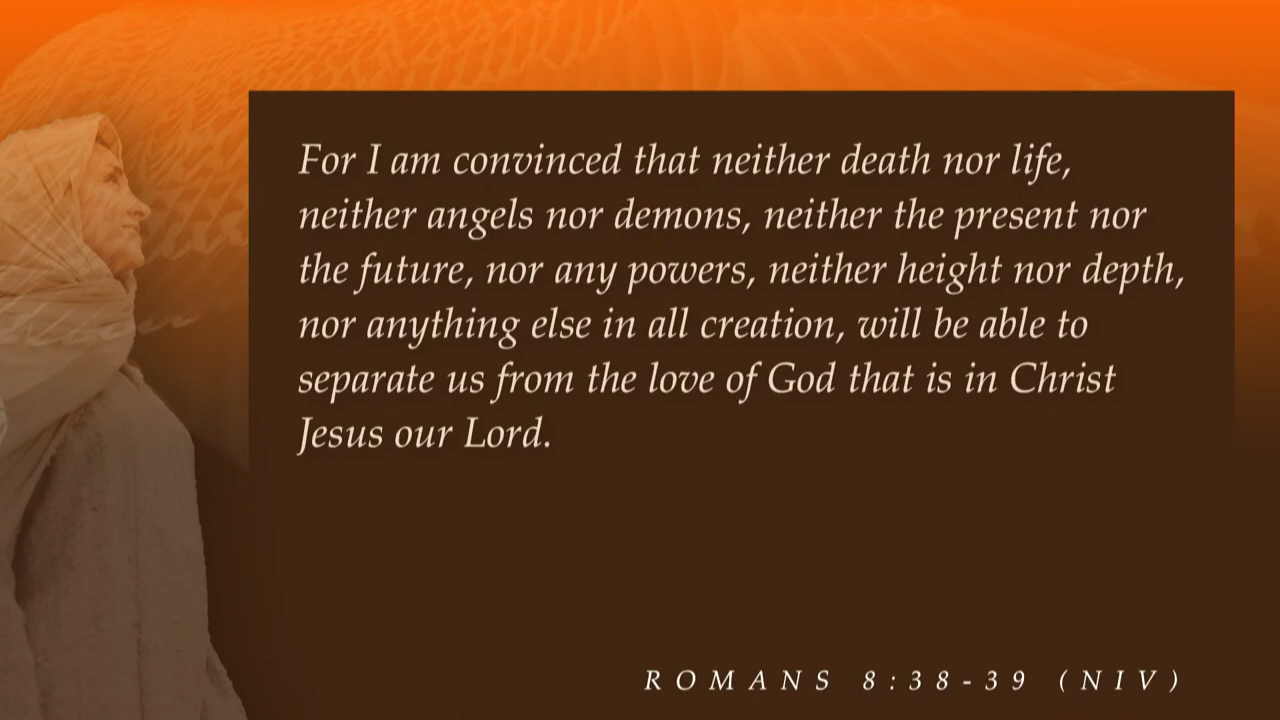 For I am convinced that neither death nor life,
neither angels nor demons, neither the present nor
the future, nor any powers, neither height nor depth,
nor anything else in all creation, will be able to
separate us from the love of God that is in Christ
Jesus our Lord.
ROMANS 8:38-39 (NIV)